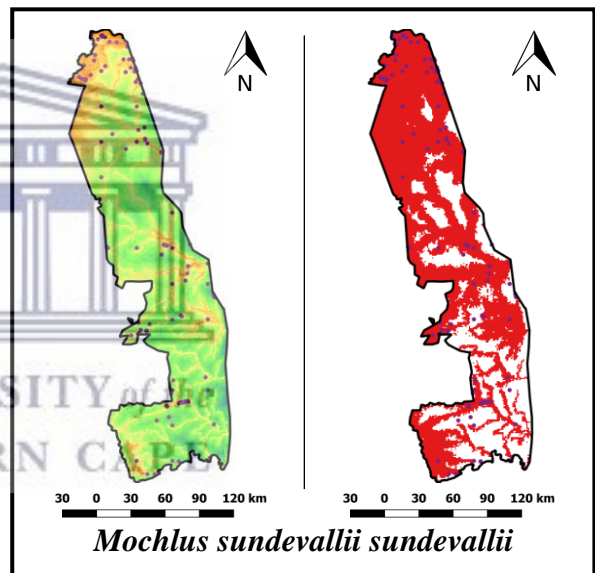 N N
SITY of the
RN CAPE
30 0 30 60 90 120 km 30 0 30 60 90 120 km
Mochlus sundevallii sundevallii